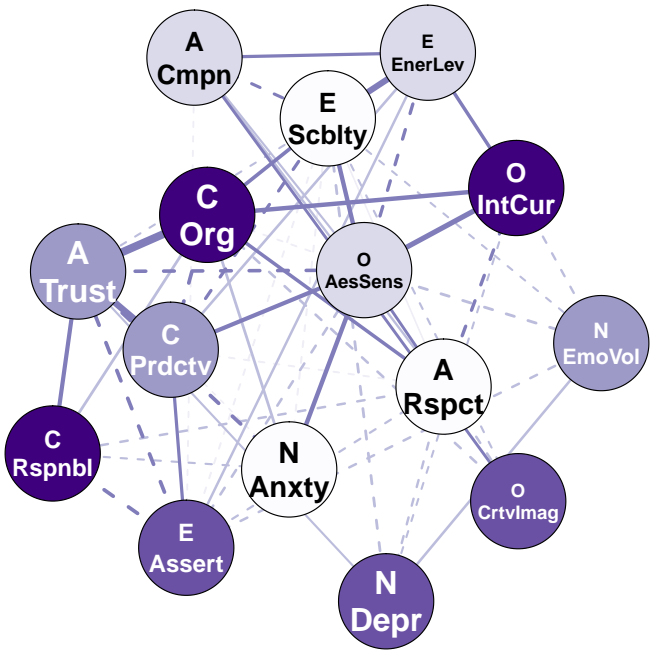 A
Cmpn
E
EnerLev
E
Scblty
O
IntCur
C
Org
A
Trust
O
AesSens
C
Prdctv
N
EmoVol
A
Rspct
C
Rspnbl
N
Anxty
O
CrtvImag
E
Assert
N
Depr